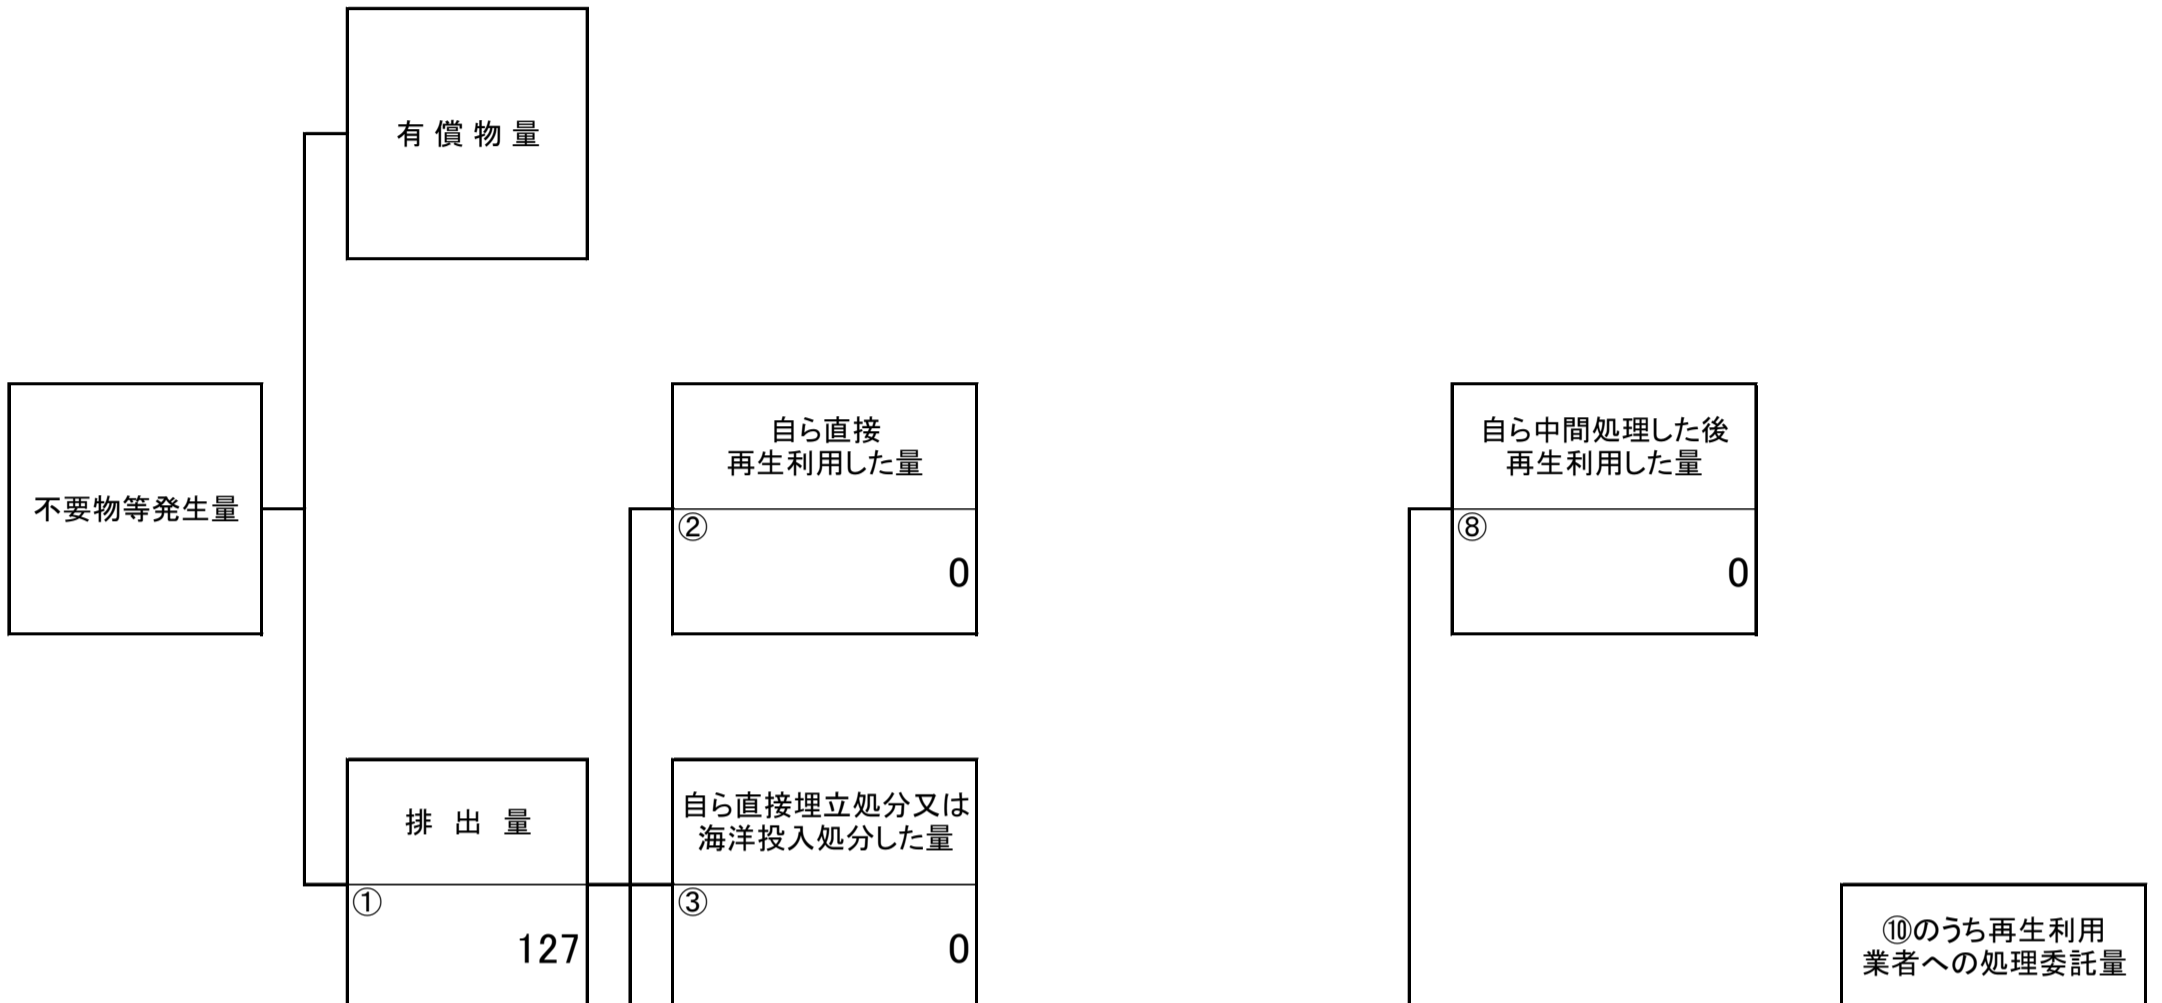 有償物量
不要物等発生量
自ら直接
再生利用した量
②
0
自ら中間処理した後
再生利用した量
⑧
0
排出量
①
127
自ら直接埋立処分又は
海洋投入処分した量
③
0
⑩のうち再生利用
業者への処理委託量